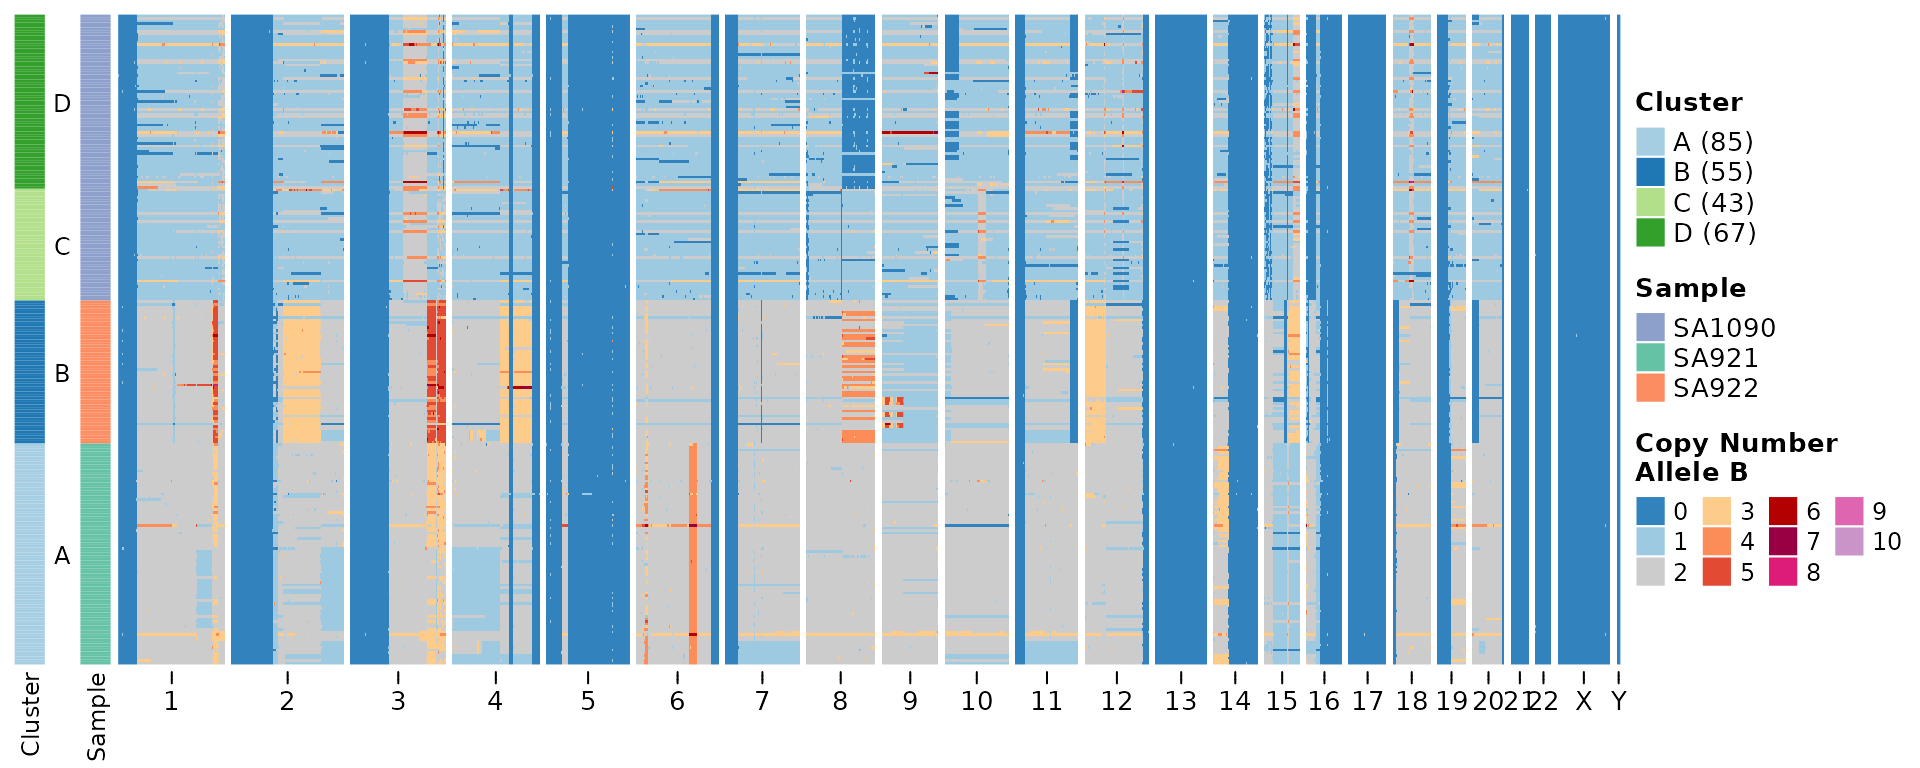 D
C
B
A
Cluster
Sample
1
2
3
4
5
6
7
8
9
10
11
12
13
14
15
16
17
18
19
20
21
22
X
Y
Cluster
A (85)
B (55)
C (43)
D (67)
Sample
SA1090
SA921
SA922
Copy Number
Allele B
0 3 6 9
1 4 7 10
2 5 8